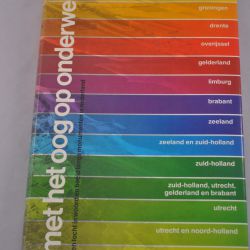 met het oog op onderweg
groningen
drente
overijssel
gelderland
limburg
brabant
zeeland
zeeland en zuid-holland
zuid-holland
zuid-holland, utrecht,
gelderland en brabant
utrecht
utrecht en noord-holland